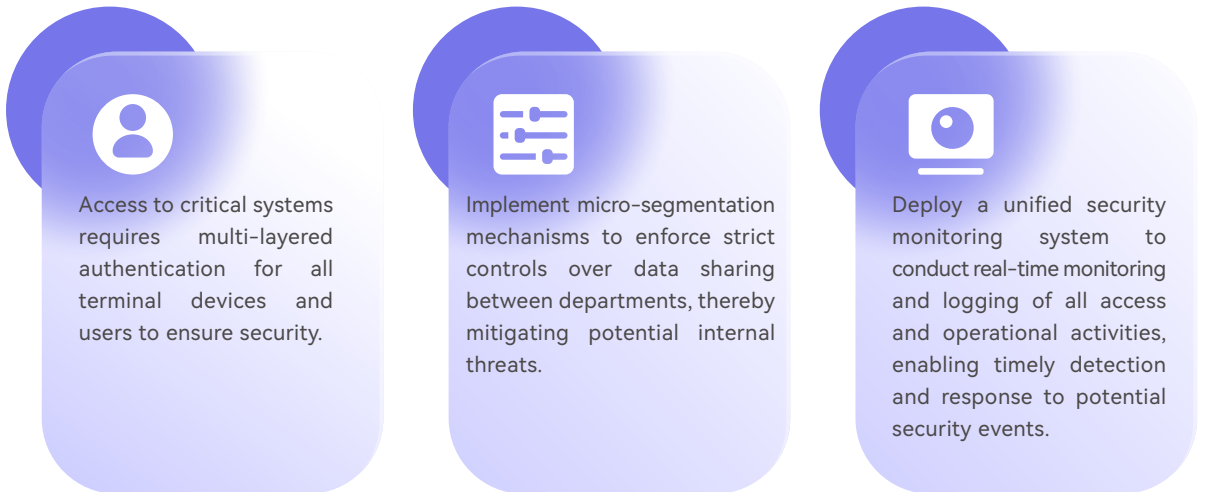 Access to critical systems
requires multi-layered
authentication for all
terminal devices and
users to ensure security.
Implement micro-segmentation
mechanisms to enforce strict
controls over data sharing
between departments, thereby
mitigating potential internal
threats.
Deploy a unified security
monitoring system to
conduct real-time monitoring
and logging of all access
and operational activities,
enabling timely detection
and response to potential
security events.